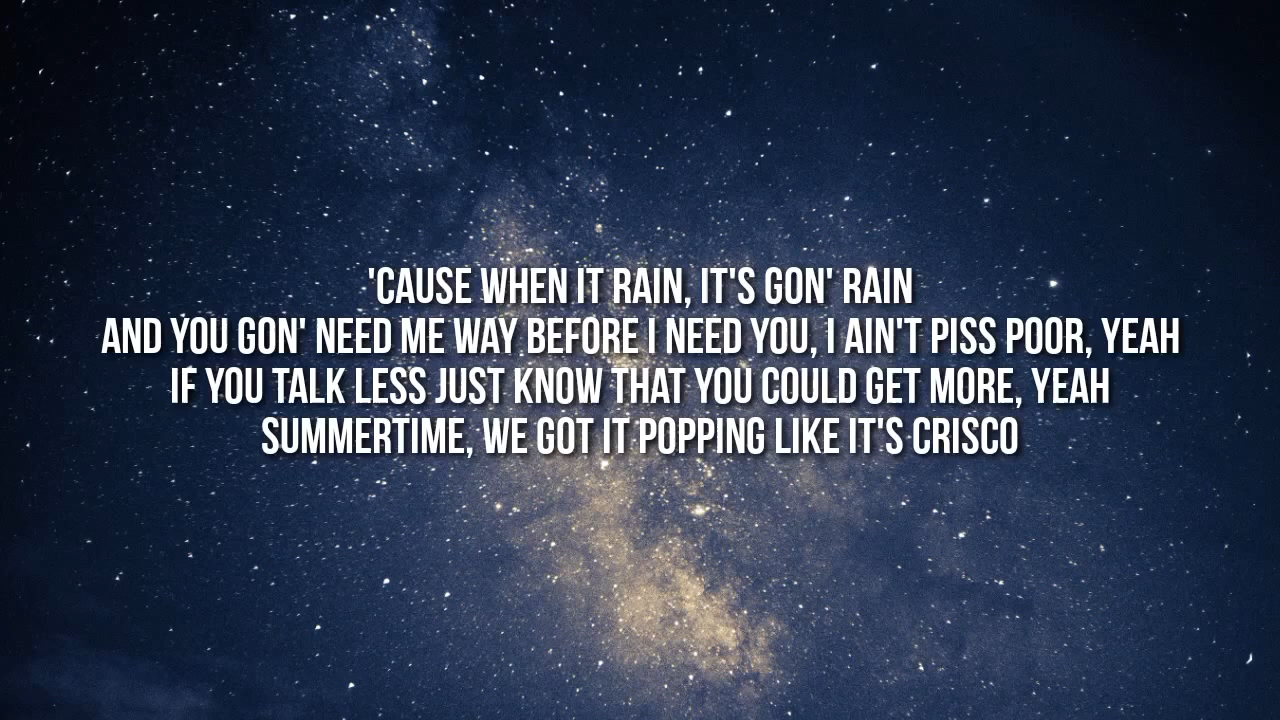 'CAUSE WHEN IT RAIN, IT'S GON' RAIN
AND YOU GON' NEED ME WAY BEFORE I NEED YOU, I AIN'T PISS POOR, YEAH
IF YOU TALK LESS JUST KNOW THAT YOU COULD GET MORE, YEAH
SUMMERTIME, WE GOT IT POPPING LIKE IT'S CRISCO